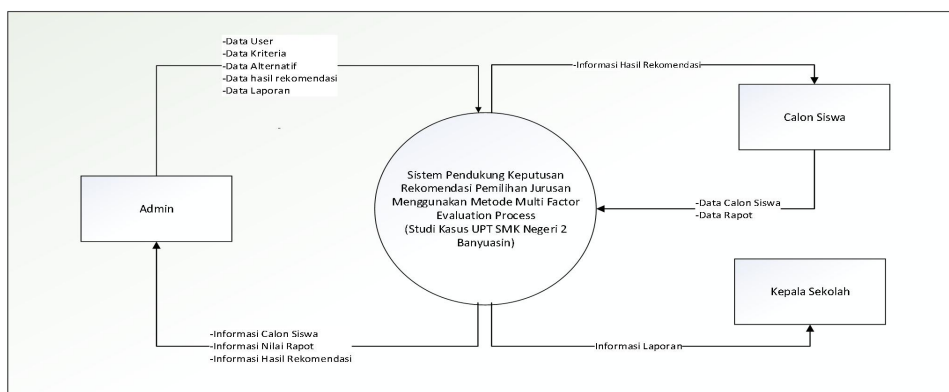 -Data User
-Data Kriteria
-Data Alternatif
-Data hasil rekomendasi
-Data Laporan
-Informasi Hasil Rekomendasi
Calon Siswa
Sistem Pendukung Keputusan
Rekomendasi Pemilihan Jurusan
Menggunakan Metode Multi Factor
Evaluation Process
(Studi Kasus UPT SMK Negeri 2
Banyuasin)
Admin
-Data Calon Siswa
-Data Rapot
Kepala Sekolah
-Informasi Calon Siswa
-Informasi Nilai Rapot
-Informasi Hasil Rekomendasi
Informasi Laporan